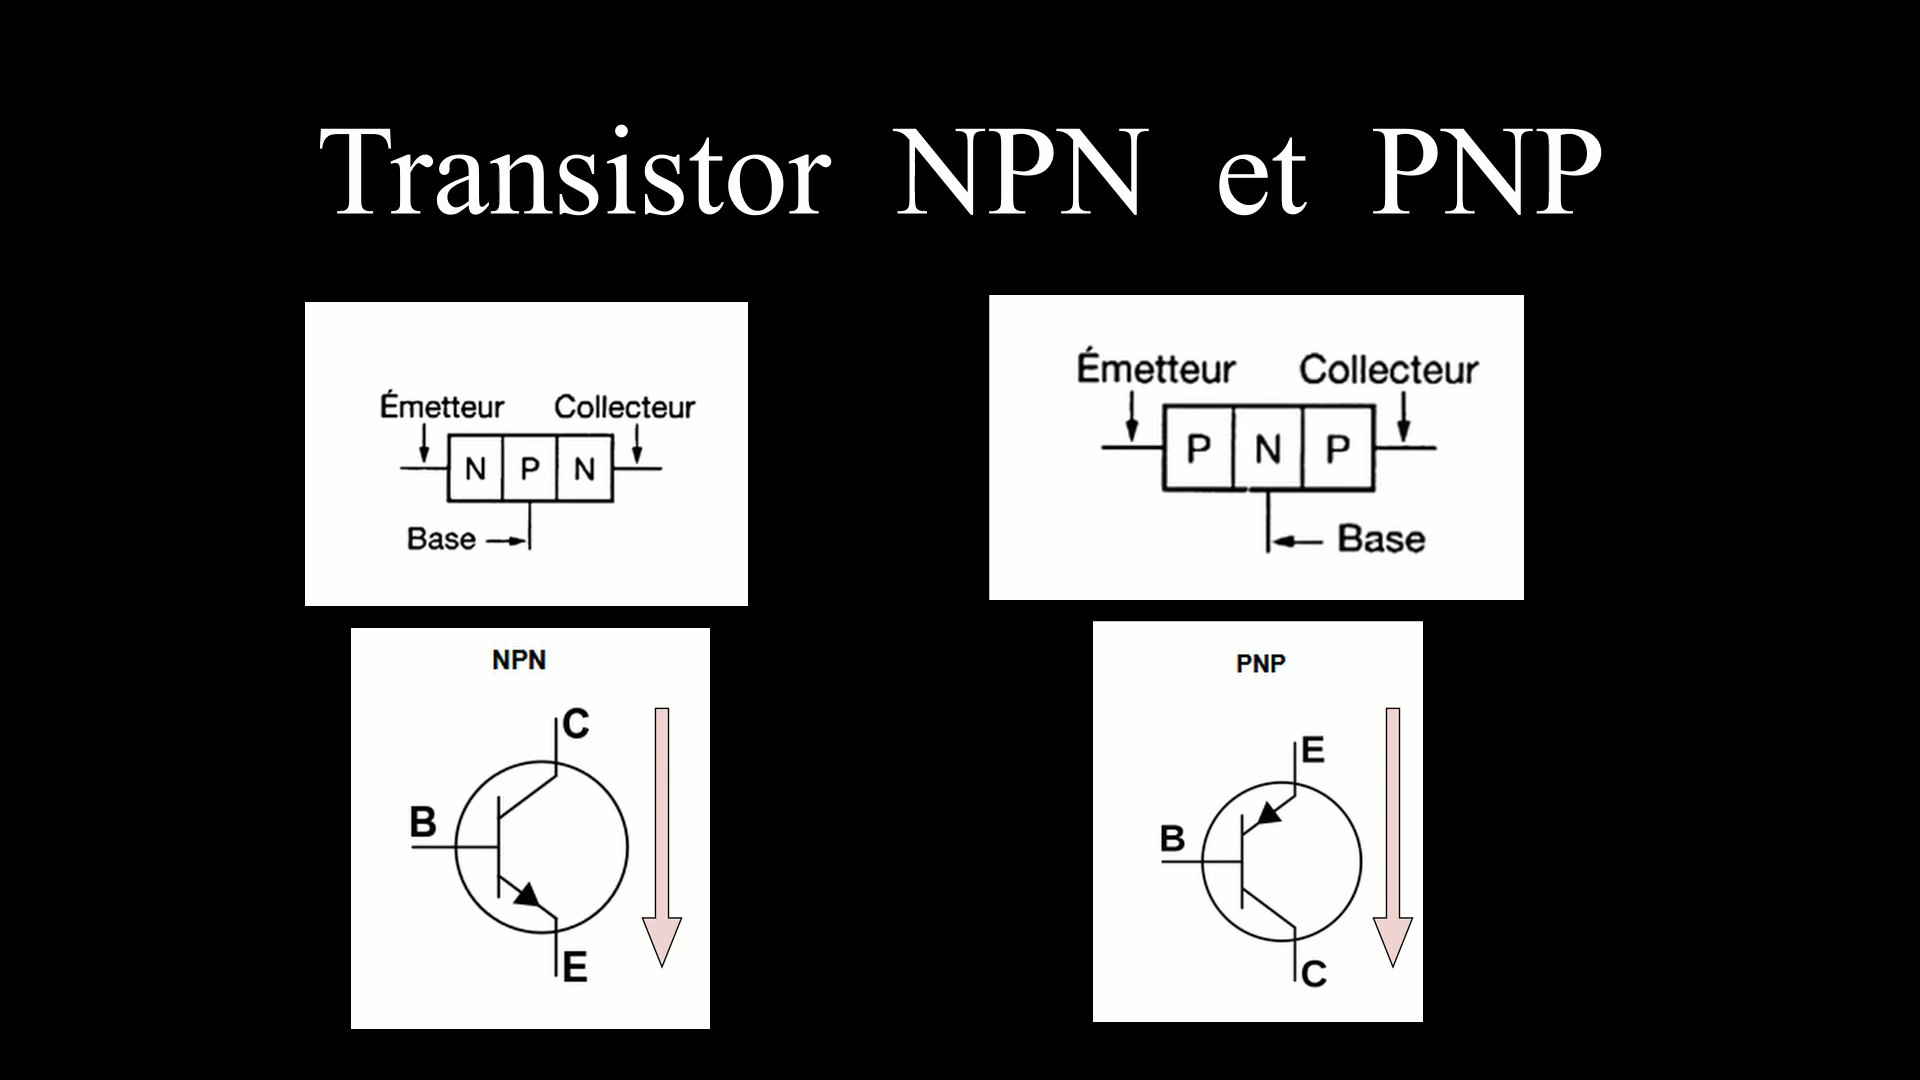 Transistor NPN et PNP
Émetteur Collecteur
N P N
Base
Émetteur Collecteur
P N P
Base
NPN
C
B
E
PNP
E
B
C